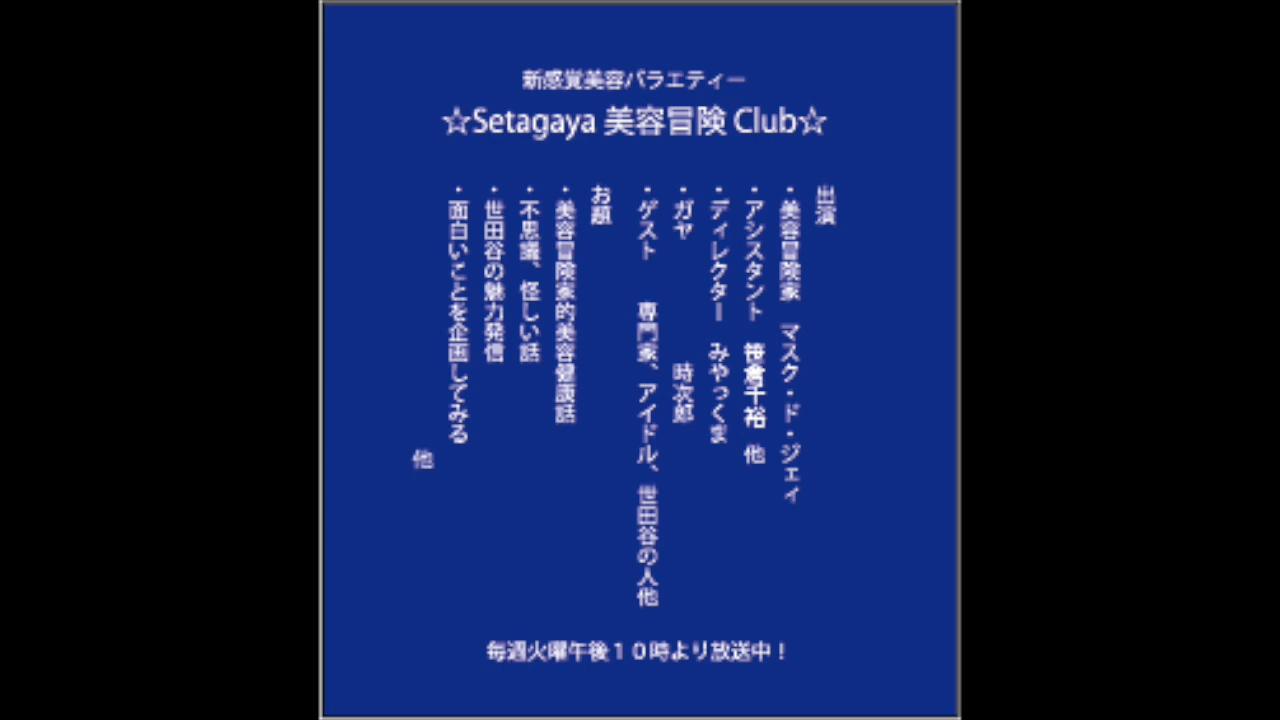 新感覚美容バラエティー
☆Setagaya 美容冒険 Club☆
出演
・美容冒険家　マスク・ド・ジェィ
・アシスタント　笹倉千裕　他
・ディレクター　みやっくま
・ガヤ　時次郎
・ゲスト　専門家、アイドル、世田谷の人他
お題
・美容冒険家的美容健康話
・不思議、怪しい話
・世田谷の魅力発信
・面白いことを企画してみる
他
毎週火曜午後１０時より放送中！